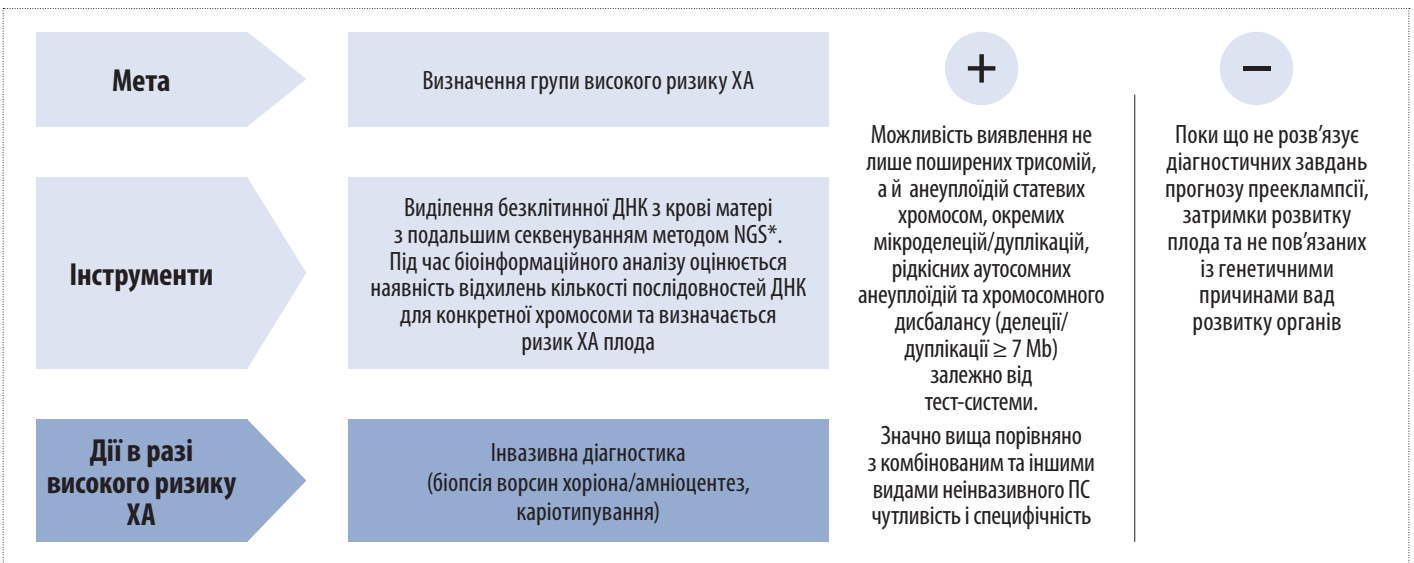 Мета
Визначення групи високого ризику ХА
Інструменти
Виділення безклітинної ДНК з крові матері
з подальшим секвенуванням методом NGS*.
Під час біоінформаційного аналізу оцінюється
наявність відхилень кількості послідовностей ДНК
для конкретної хромосоми та визначається
ризик ХА плода
Дії в разі
високого ризику
ХА
Інвазивна діагностика
(біопсія ворсин хоріона/амніоцентез,
каріотипування)
+
Можливість виявлення не
лише поширених трисомій,
а й анеуплоїдій статевих
хромосом, окремих
мікроделецій/дуплікацій,
рідкісних аутосомних
анеуплоїдій та хромосомного
дисбалансу (делеції/
дуплікації ≥ 7 Mb)
залежно від
тест-системи.
Значно вища порівняно
з комбінованим та іншими
видами неінвазивного ПС
чутливість і специфічність
−
Поки що не розв’язує
діагностичних завдань
прогнозу прееклампсії,
затримки розвитку
плода та не пов’язаних
із генетичними
причинами вад
розвитку органів